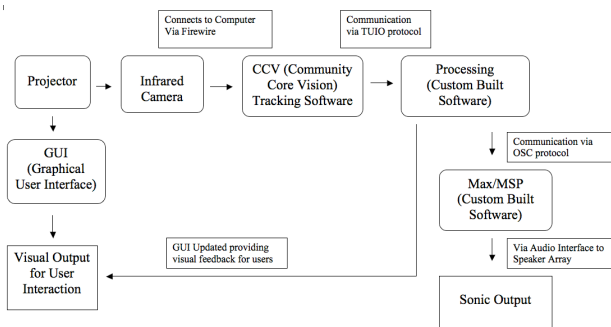 Connects to Computer
Via Firewire
Communication
via TUIO protocol
Projector
Infrared
Camera
CCV (Community
Core Vision)
Tracking Software
Processing
(Custom Built
Software)
GUI
(Graphical
User Interface)
Communication via
OSC protocol
Max/MSP
(Custom Built
Software)
Visual Output
for User
Interaction
GUI Updated providing
visual feedback for users
Via Audio Interface to
Speaker Array
Sonic Output